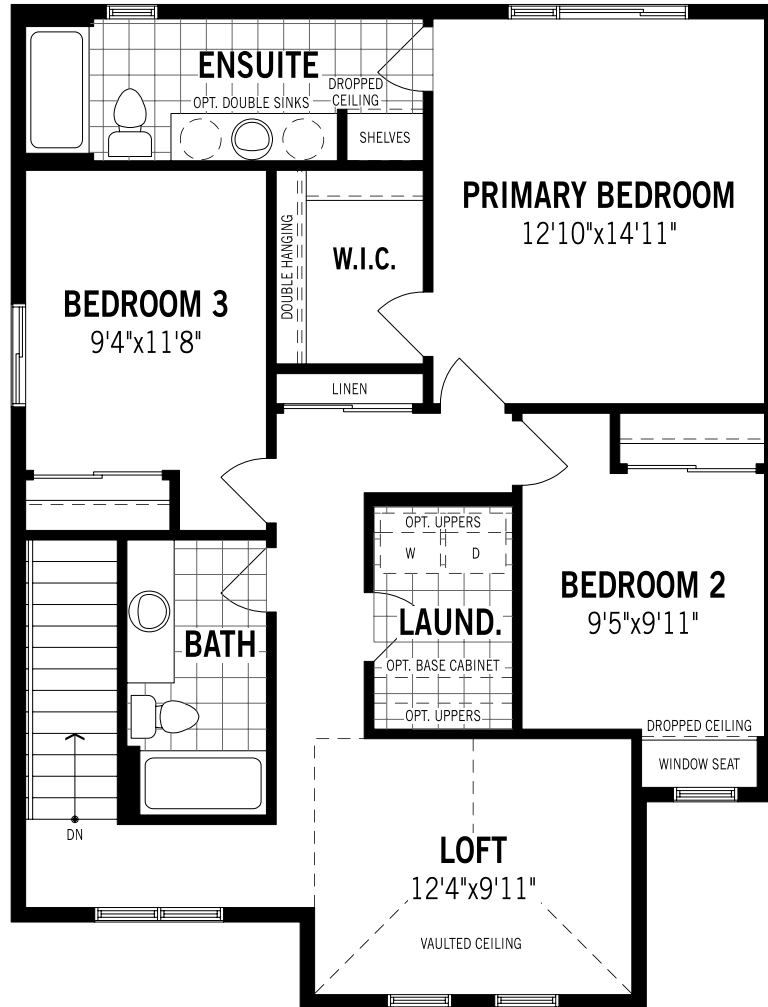 ENSUITE
OPT. DOUBLE SINKS
DROPPED
CEILING
SHELVES
PRIMARY BEDROOM
12'10"x14'11"
DOUBLE HANGING
W.I.C.
BEDROOM 3
9'4"x11'8"
LINEN
OPT. UPPERS
W
D
BEDROOM 2
9'5"x9'11"
LAUND.
BATH
OPT. BASE CABINET
OPT. UPPERS
DROPPED CEILING
WINDOW SEAT
DN
LOFT
12'4"x9'11"
VAULTED CEILING